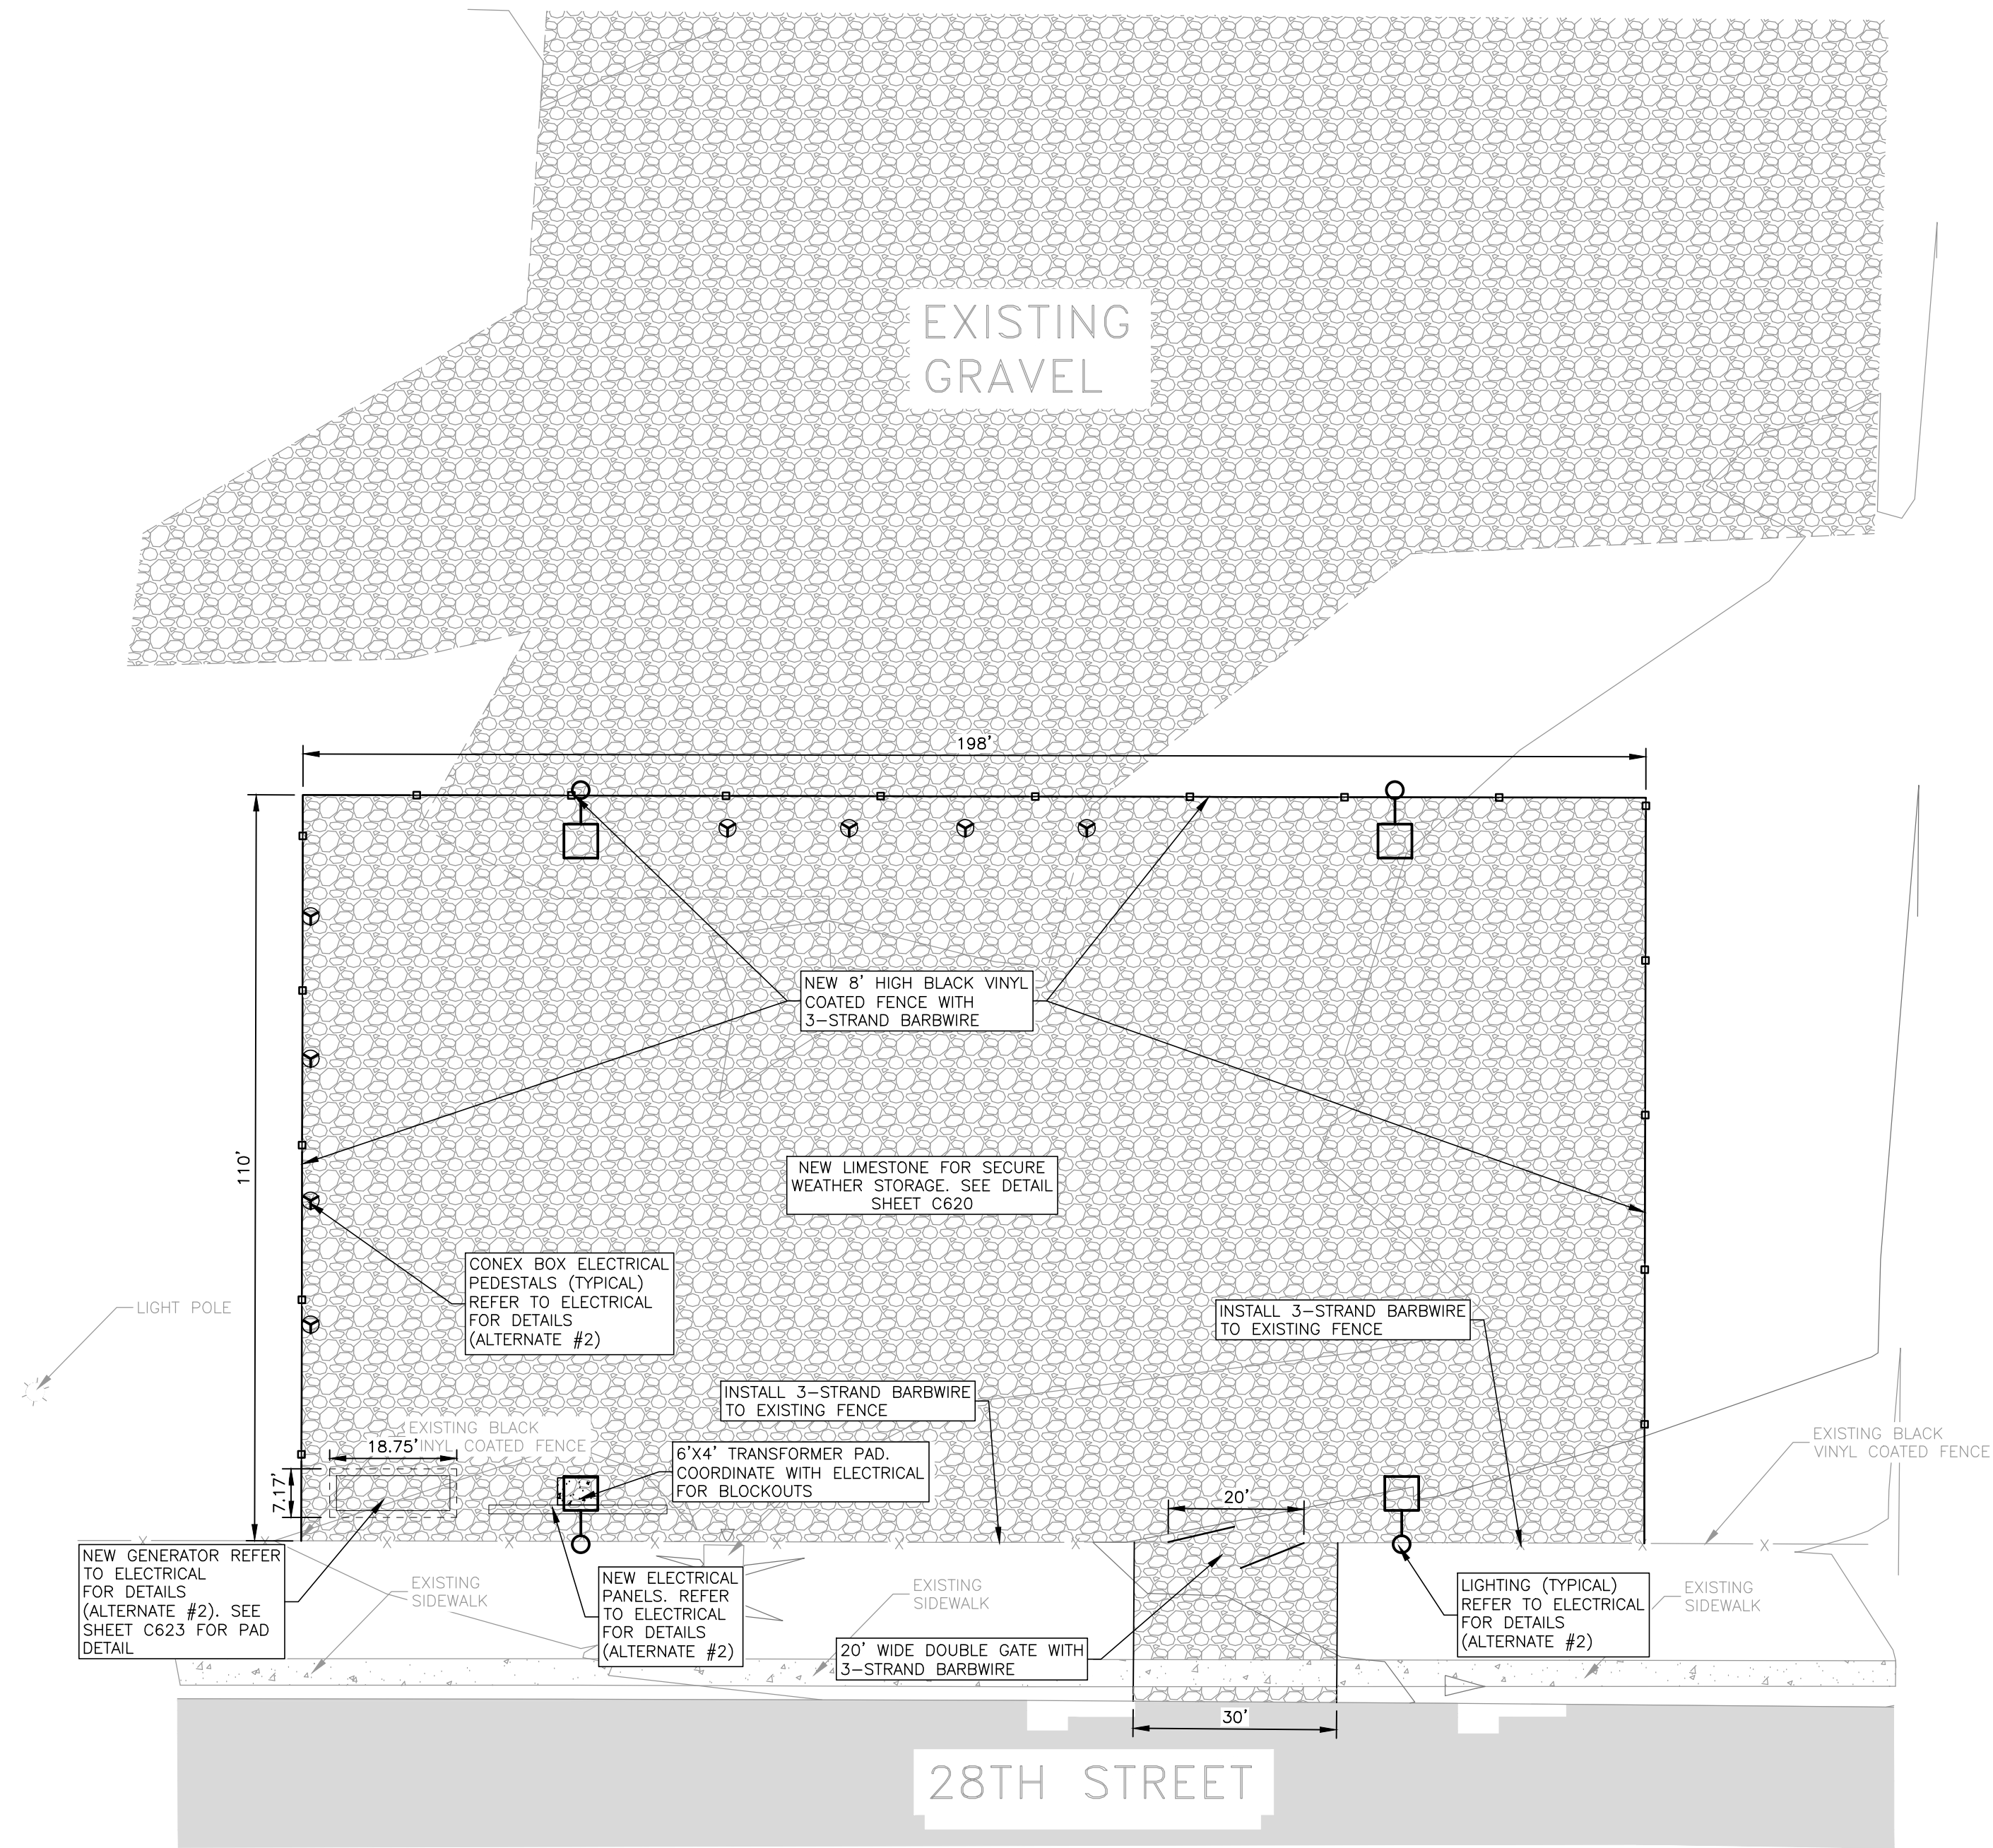 EXISTING
GRAVEL
198'
110'
NEW 8' HIGH BLACK VINYL
COATED FENCE WITH
3-STRAND BARBWIRE
NEW LIMESTONE FOR SECURE
WEATHER STORAGE. SEE DETAIL
SHEET C620
CONEX BOX ELECTRICAL
PEDESTALS (TYPICAL)
REFER TO ELECTRICAL
FOR DETAILS
(ALTERNATE #2)
LIGHT POLE
INSTALL 3-STRAND BARBWIRE
TO EXISTING FENCE
INSTALL 3-STRAND BARBWIRE
TO EXISTING FENCE
EXISTING BLACK
INYL COATED FENCE
18.75'
7.17'
6'X4' TRANSFORMER PAD.
COORDINATE WITH ELECTRICAL
FOR BLOCKOUTS
20'
EXISTING BLACK
VINYL COATED FENCE
X X X X X X X X X X X
NEW GENERATOR REFER
TO ELECTRICAL
FOR DETAILS
(ALTERNATE #2). SEE
SHEET C623 FOR PAD
DETAIL
EXISTING
SIDEWALK
NEW ELECTRICAL
PANELS. REFER
TO ELECTRICAL
FOR DETAILS
(ALTERNATE #2)
EXISTING
SIDEWALK
20' WIDE DOUBLE GATE WITH
3-STRAND BARBWIRE
LIGHTING (TYPICAL)
REFER TO ELECTRICAL
FOR DETAILS
(ALTERNATE #2)
EXISTING
SIDEWALK
30'
28TH STREET